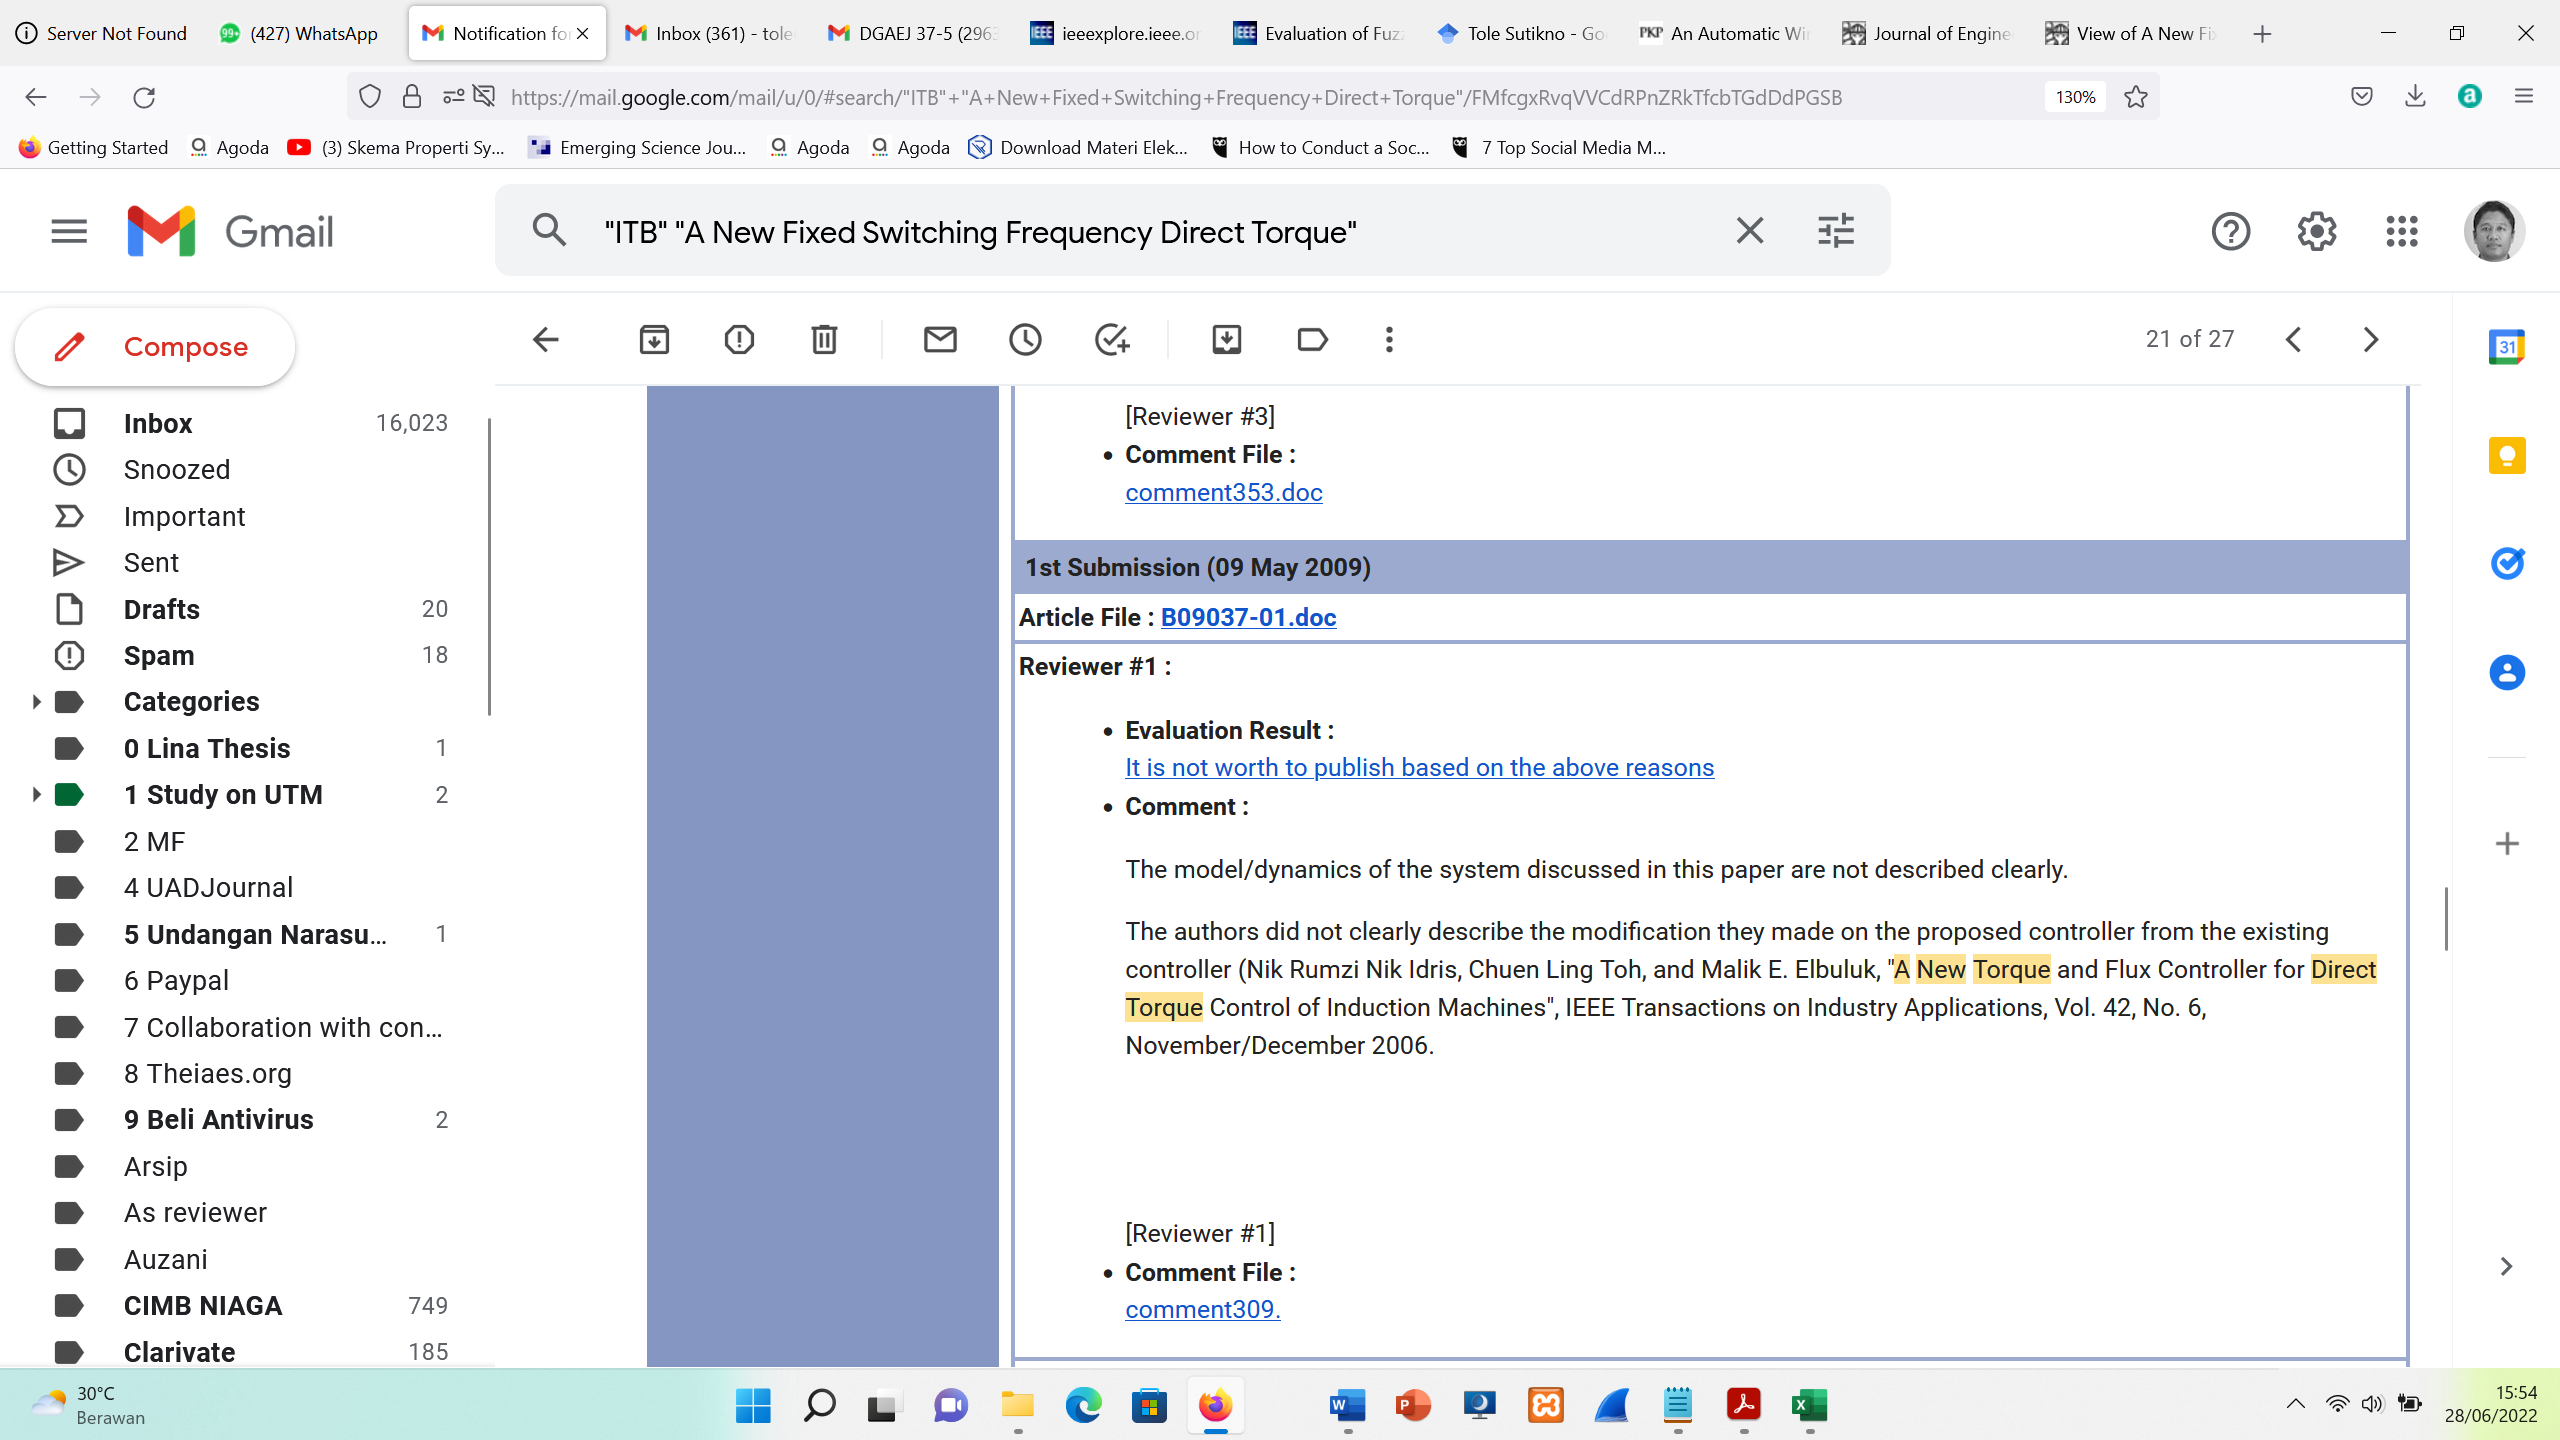 Server Not Found
(427) WhatsApp
Notification fo
Inbox (361) - tole
DGAEJ 37-5 (2963
ieeexplore.ieee.or
Evaluation of Fuzz
Tole Sutikno - Go
PKP An Automatic Wi
Journal of Engine
View of A New Fi
https://mail.google.com/mail/u/0/#search/"ITB"+"A+New+Fixed+Switching+Frequency+Direct+Torque"/FMfcgxRvqVVCdRPnZRkTfcbTGdDdPGSB
130%
Getting Started
Agoda
(3) Skema Properti Sy...
Emerging Science Jou...
Agoda
Agoda
Download Materi Elek...
How to Conduct a Soc...
7 Top Social Media M...
Gmail
"ITB" "A New Fixed Switching Frequency Direct Torque"
Compose
21 of 27
31
Inbox 16,023
Snoozed
Important
Sent
Drafts 20
Spam 18
Categories
0 Lina Thesis 1
1 Study on UTM 2
2 MF
4 UADJournal
5 Undangan Narasu... 1
6 Paypal
7 Collaboration with con...
8 Theiaes.org
9 Beli Antivirus 2
Arsip
As reviewer
Auzani
CIMB NIAGA 749
Clarivate 185
[Reviewer #3]
• Comment File :
comment353.doc
1st Submission (09 May 2009)
Article File : B09037-01.doc
Reviewer #1 :
• Evaluation Result :
It is not worth to publish based on the above reasons
• Comment :
The model/dynamics of the system discussed in this paper are not described clearly.
The authors did not clearly describe the modification they made on the proposed controller from the existing
controller (Nik Rumzi Nik Idris, Chuen Ling Toh, and Malik E. Elbuluk, "A New Torque and Flux Controller for Direct
Torque Control of Induction Machines", IEEE Transactions on Industry Applications, Vol. 42, No. 6,
November/December 2006.
[Reviewer #1]
• Comment File :
comment309.
30°C
Berawan
15:54
28/06/2022